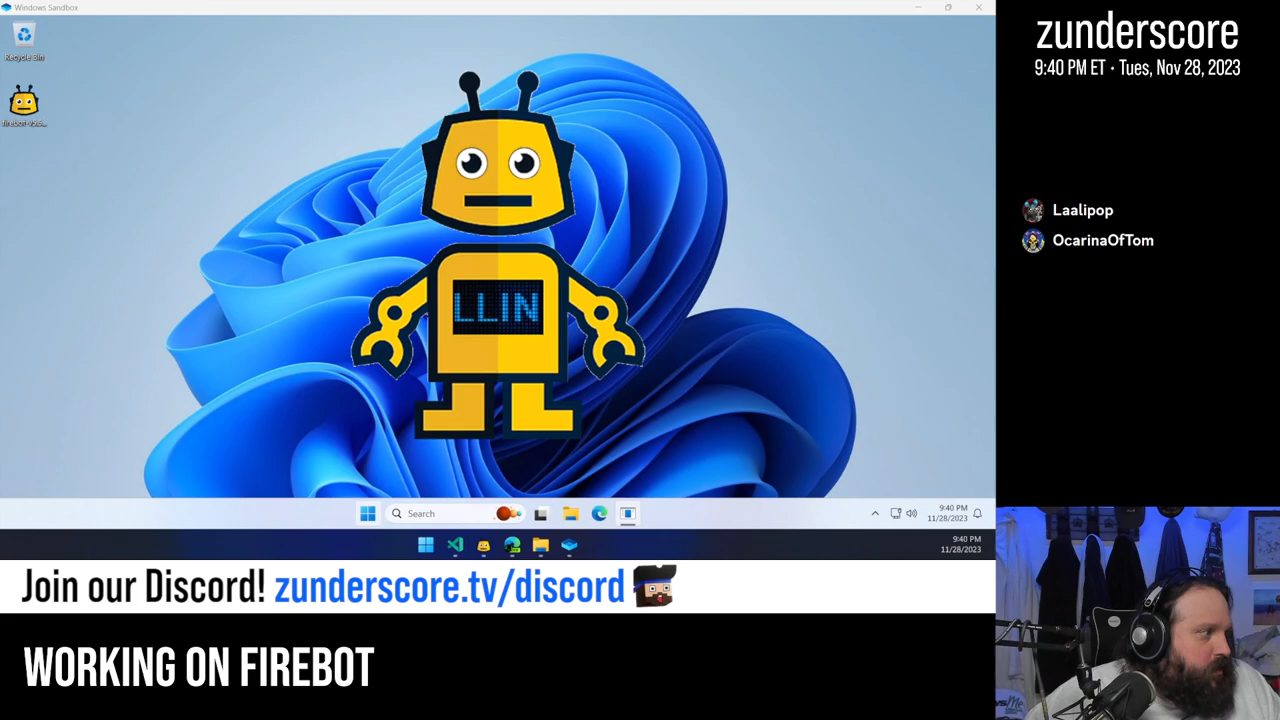 Windows Sandbox
zunderscore
9:40 PM ET · Tues, Nov 28, 2023
Recycle Bin
Laalipop
OcarinaOfTom
LLIN
Search
9:40 PM
11/28/2023
9:40 PM
11/28/2023
Join our Discord! zunderscore.tv/discord
WORKING ON FIREBOT